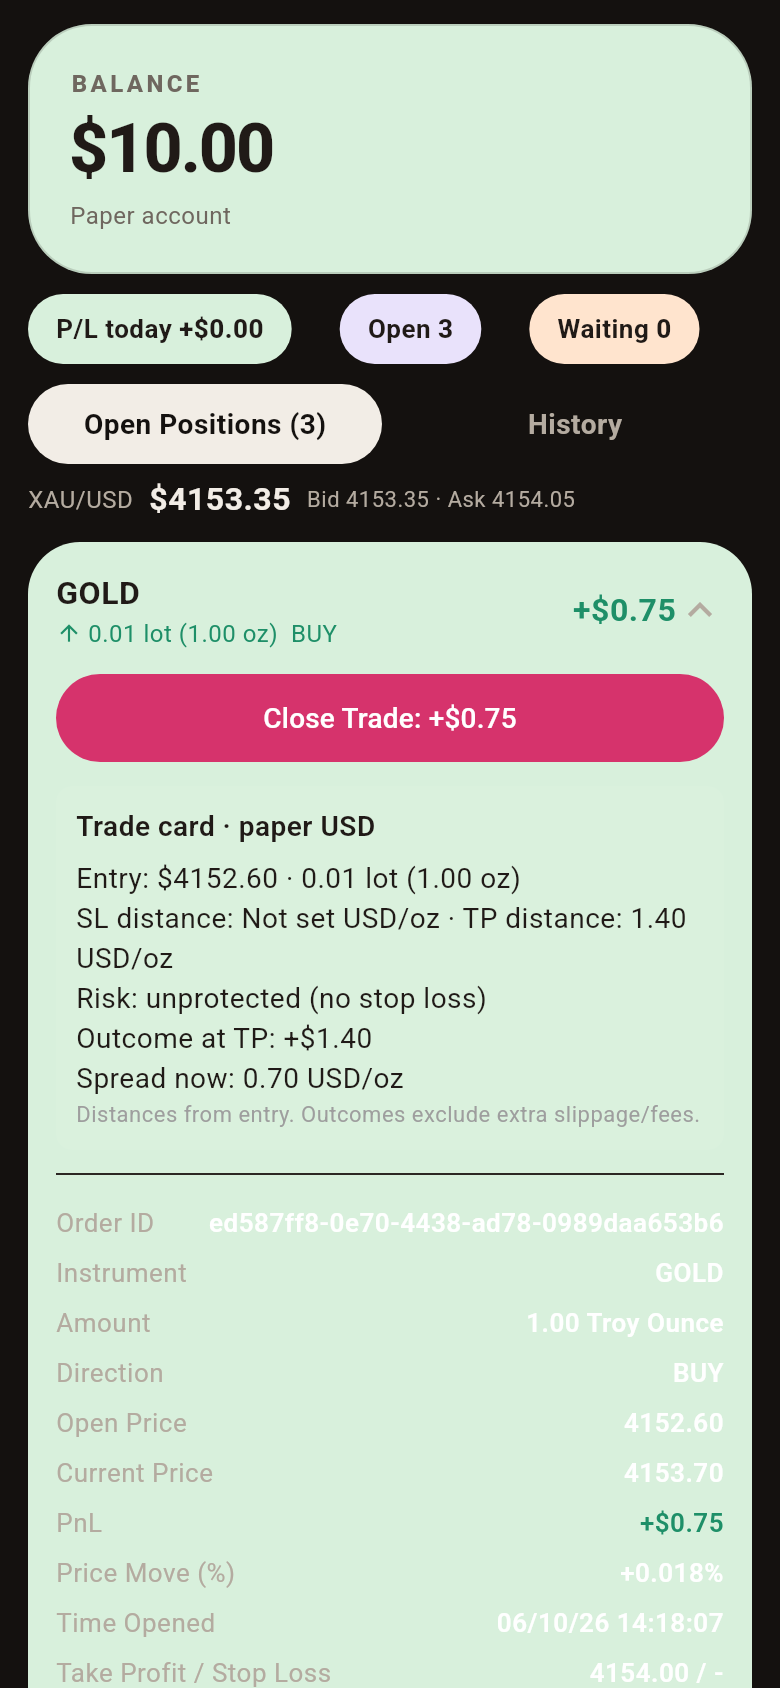 BALANCE
$10.00
Paper account
P/L today +$0.00
Open 3
Waiting 0
Open Positions (3)
History
XAU/USD $4153.35 Bid 4153.35 · Ask 4154.05
GOLD
+$0.75
↑ 0.01 lot (1.00 oz) BUY
Close Trade: +$0.75
Trade card · paper USD
Entry: $4152.60 · 0.01 lot (1.00 oz)
SL distance: Not set USD/oz · TP distance: 1.40
USD/oz
Risk: unprotected (no stop loss)
Outcome at TP: +$1.40
Spread now: 0.70 USD/oz
Distances from entry. Outcomes exclude extra slippage/fees.
Order ID ed587ff8-0e70-4438-ad78-0989daa653b6
Instrument GOLD
Amount 1.00 Troy Ounce
Direction BUY
Open Price 4152.60
Current Price 4153.70
PnL +$0.75
Price Move (%) +0.018%
Time Opened 06/10/26 14:18:07
Take Profit / Stop Loss 4154.00 / -